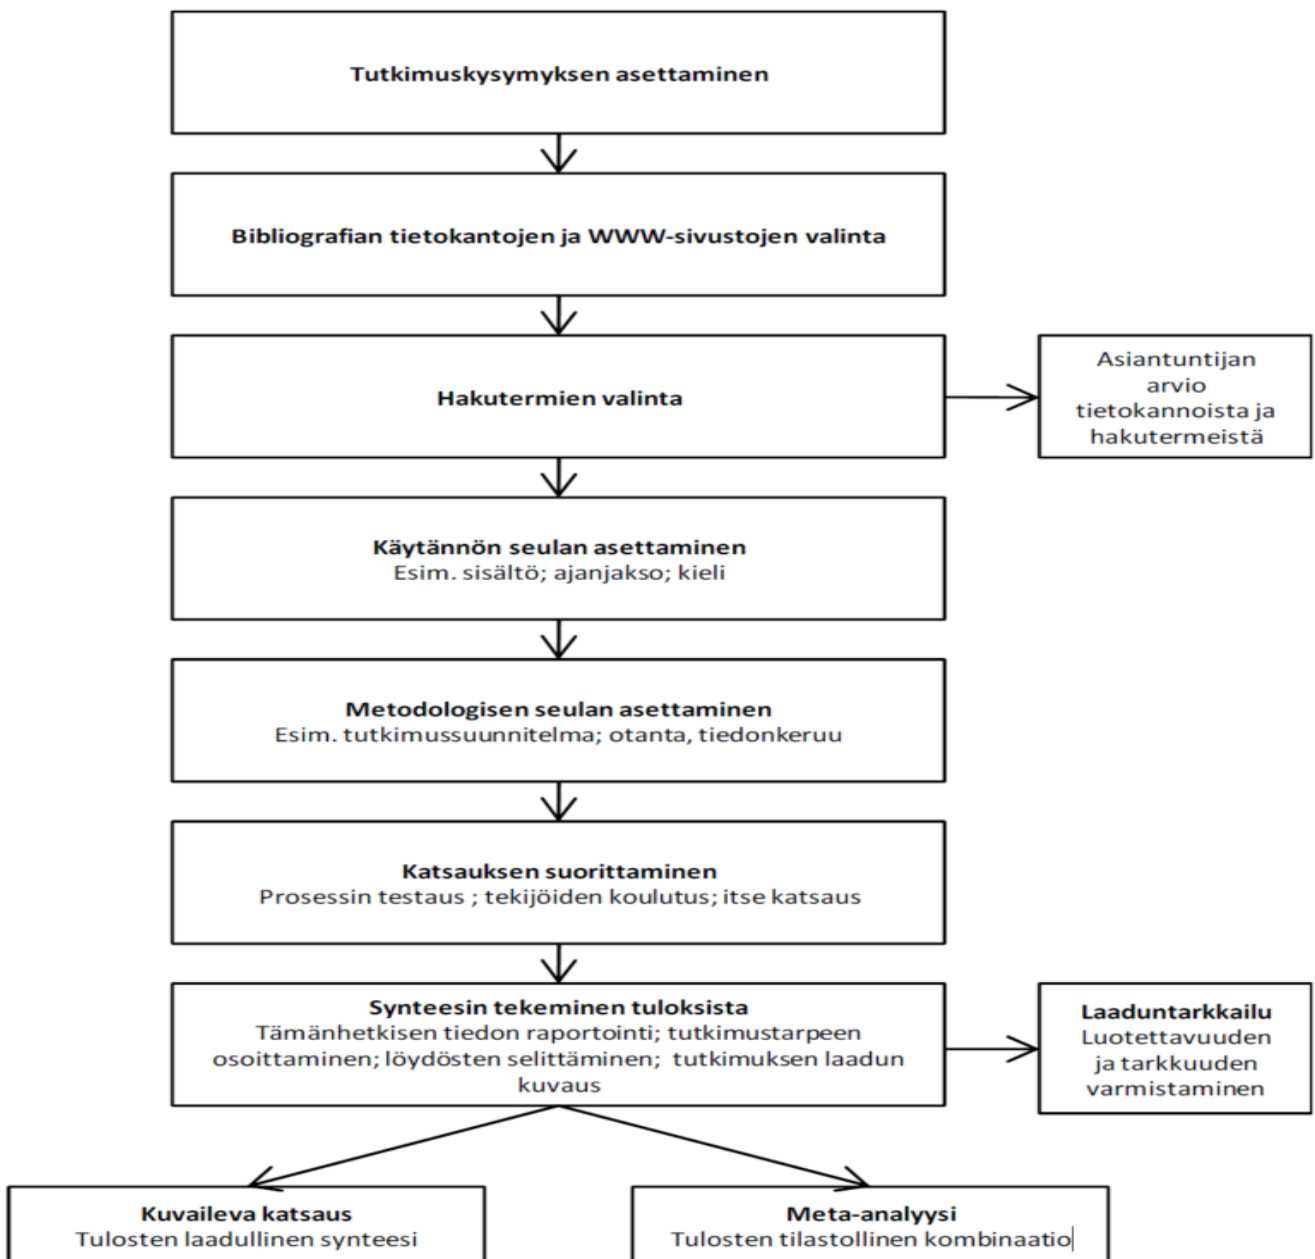 Tutkimuskysymyksen asettaminen
Bibliografian tietokantojen ja WWW-sivustojen valinta
Hakutermien valinta
Asiantuntijan
arvio
tietokannoista ja
hakutermeistä
Käytännön seulan asettaminen
Esim. sisältö; ajanjakso; kieli
Metodologisen seulan asettaminen
Esim. tutkimussuunnitelma; otanta, tiedonkeruu
Katsauksen suorittaminen
Prosessin testaus ; tekijöiden koulutus; itse katsaus
Synteesin tekeminen tuloksista
Tämänhetkisen tiedon raportointi; tutkimustarpeen
osoittaminen; löydösten selittäminen; tutkimuksen laadun
kuvaus
Laaduntarkkailu
Luotettavuuden
ja tarkkuuden
varmistaminen
Kuvaileva katsaus
Tulosten laadullinen synteesi
Meta-analyysi
Tulosten tilastollinen kombinaatio